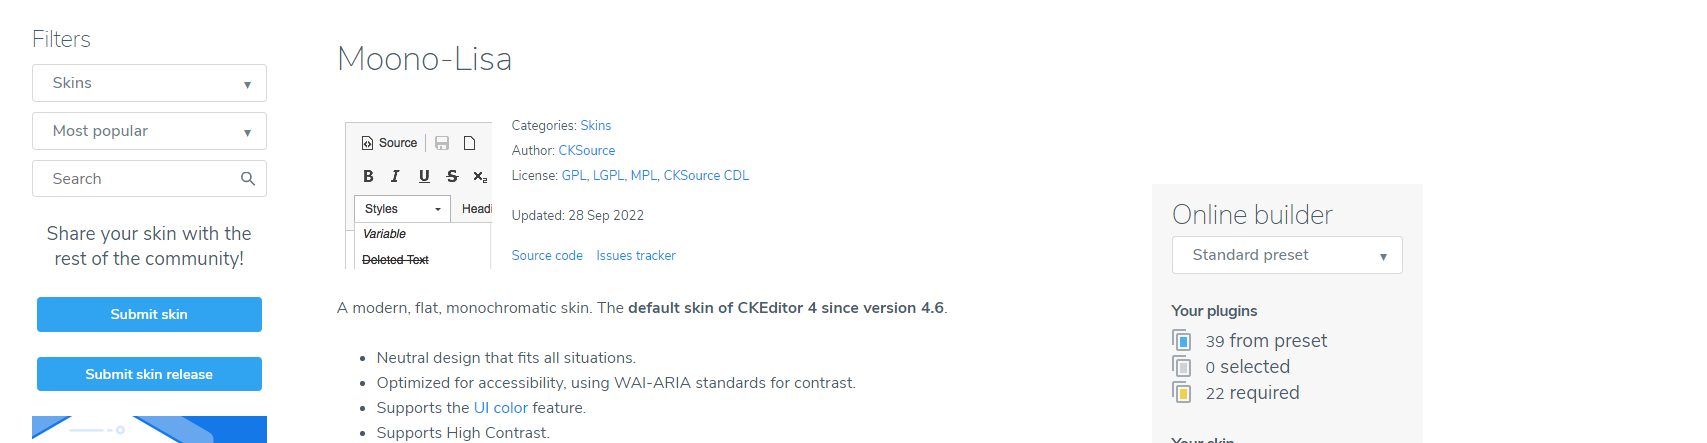 Filters
Skins
Most popular
Search
Share your skin with the
rest of the community!
Submit skin
Submit skin release
Moono-Lisa
Source
B I U S x₂
Styles
Headi
Variable
Deleted Text
Categories: Skins
Author: CKSource
License: GPL, LGPL, MPL, CKSource CDL
Updated: 28 Sep 2022
Source code Issues tracker
A modern, flat, monochromatic skin. The default skin of CKEditor 4 since version 4.6.
• Neutral design that fits all situations.
• Optimized for accessibility, using WAI-ARIA standards for contrast.
• Supports the UI color feature.
• Supports High Contrast.
Online builder
Standard preset
Your plugins
39 from preset
0 selected
22 required
Your skin